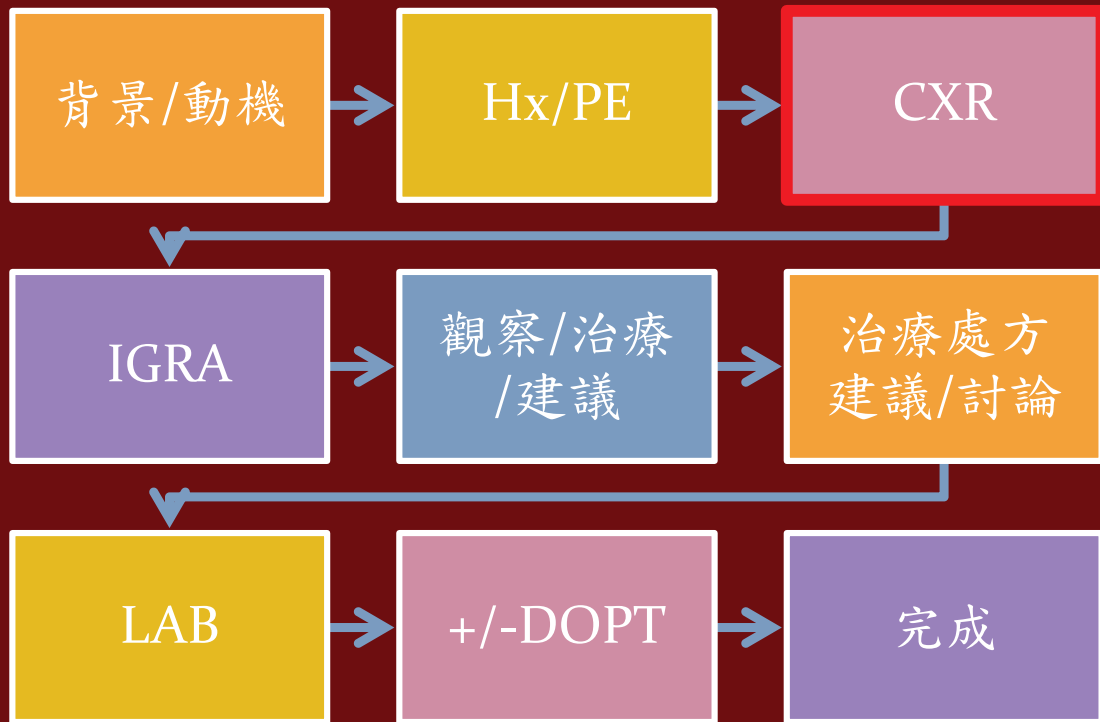 背景/動機
Hx/PE
CXR
IGRA
觀察/治療
/建議
治療處方
建議/討論
LAB
+/-DOPT
完成